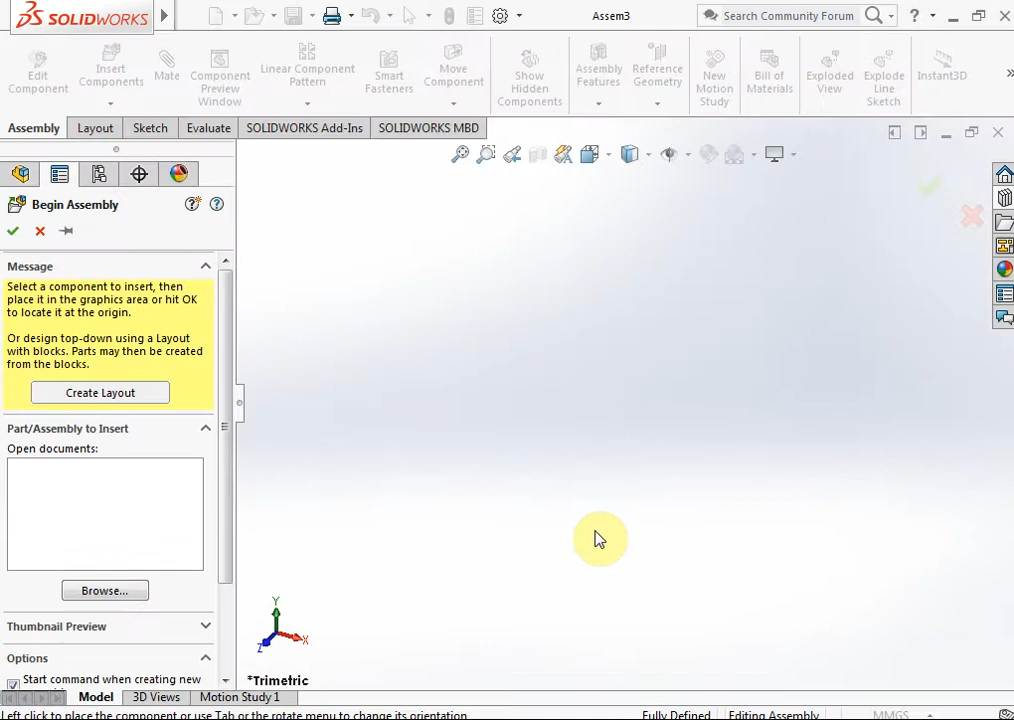 SOLIDWORKS
Assem3
Search Community Forum
?
Edit Component
Insert Components
Mate
Component Preview Window
Linear Component Pattern
Smart Fasteners
Move Component
Show Hidden Components
Assembly Features
Reference Geometry
New Motion Study
Bill of Materials
Exploded View
Explode Line Sketch
Instant3D
»
Assembly
Layout
Sketch
Evaluate
SOLIDWORKS Add-Ins
SOLIDWORKS MBD
Begin Assembly
Message
Select a component to insert, then
place it in the graphics area or hit OK
to locate it at the origin.
Or design top-down using a Layout
with blocks. Parts may then be created
from the blocks.
Create Layout
Part/Assembly to Insert
Open documents:
Browse...
Thumbnail Preview
Options
Start command when creating new
Y
X
Z
*Trimetric
Model
3D Views
Motion Study 1
Left click to place the component or use Tab or the rotate menu to change its orientation.
Fully Defined
Editing Assembly
MMGS